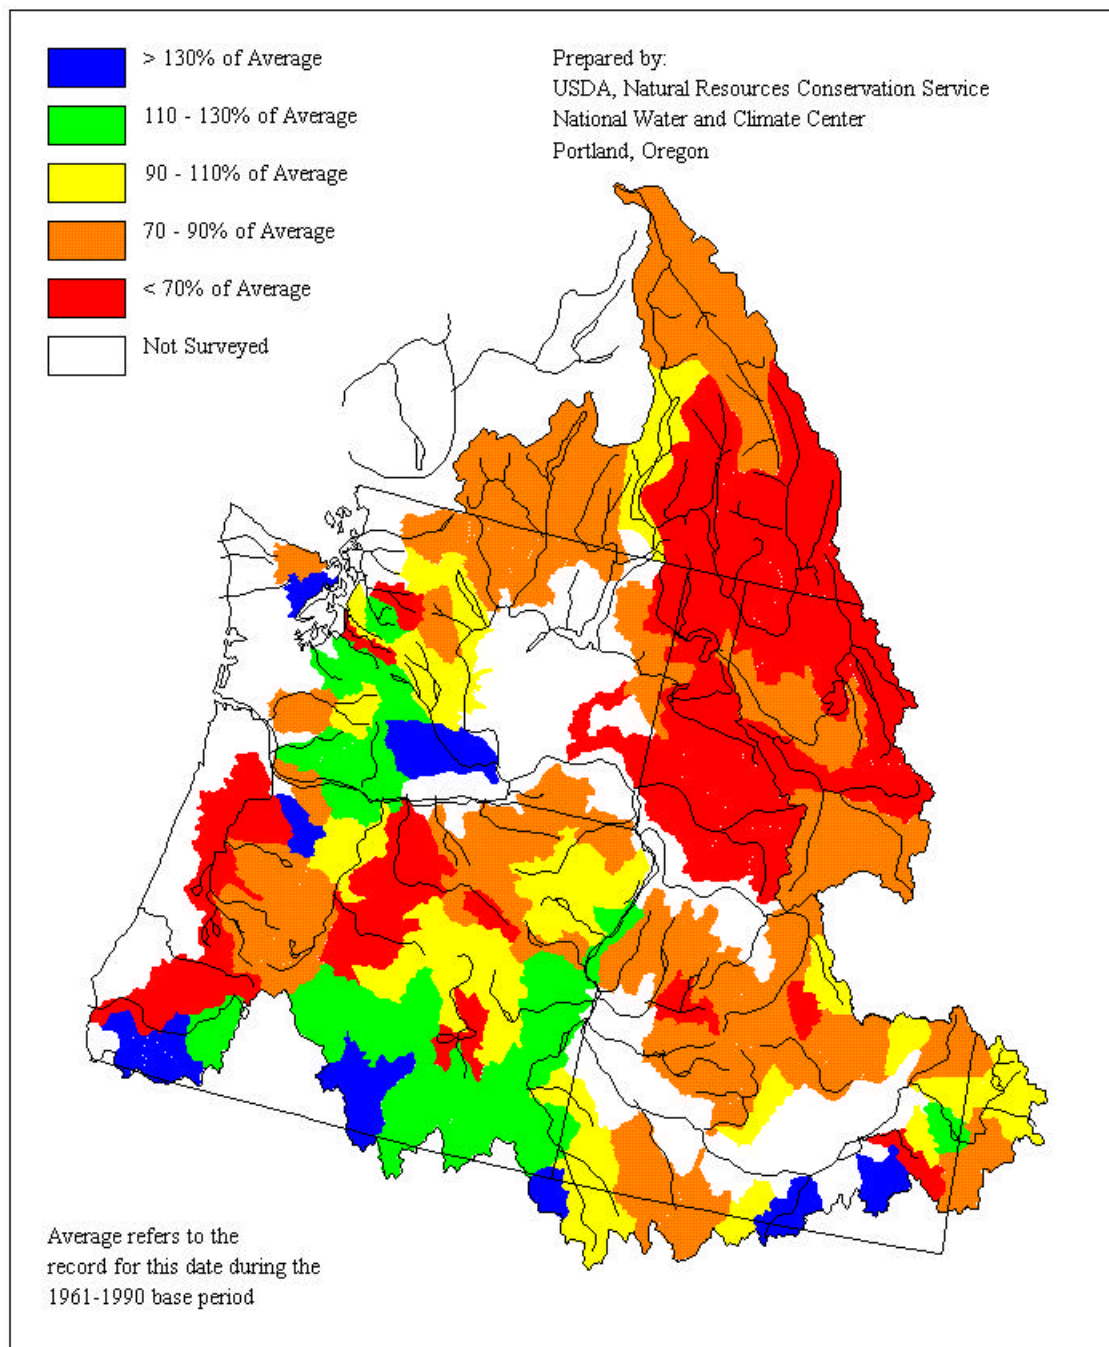 > 130% of Average
110 - 130% of Average
90 - 110% of Average
70 - 90% of Average
< 70% of Average
Not Surveyed
Prepared by:
USDA, Natural Resources Conservation Service
National Water and Climate Center
Portland, Oregon
Average refers to the
record for this date during the
1961-1990 base period